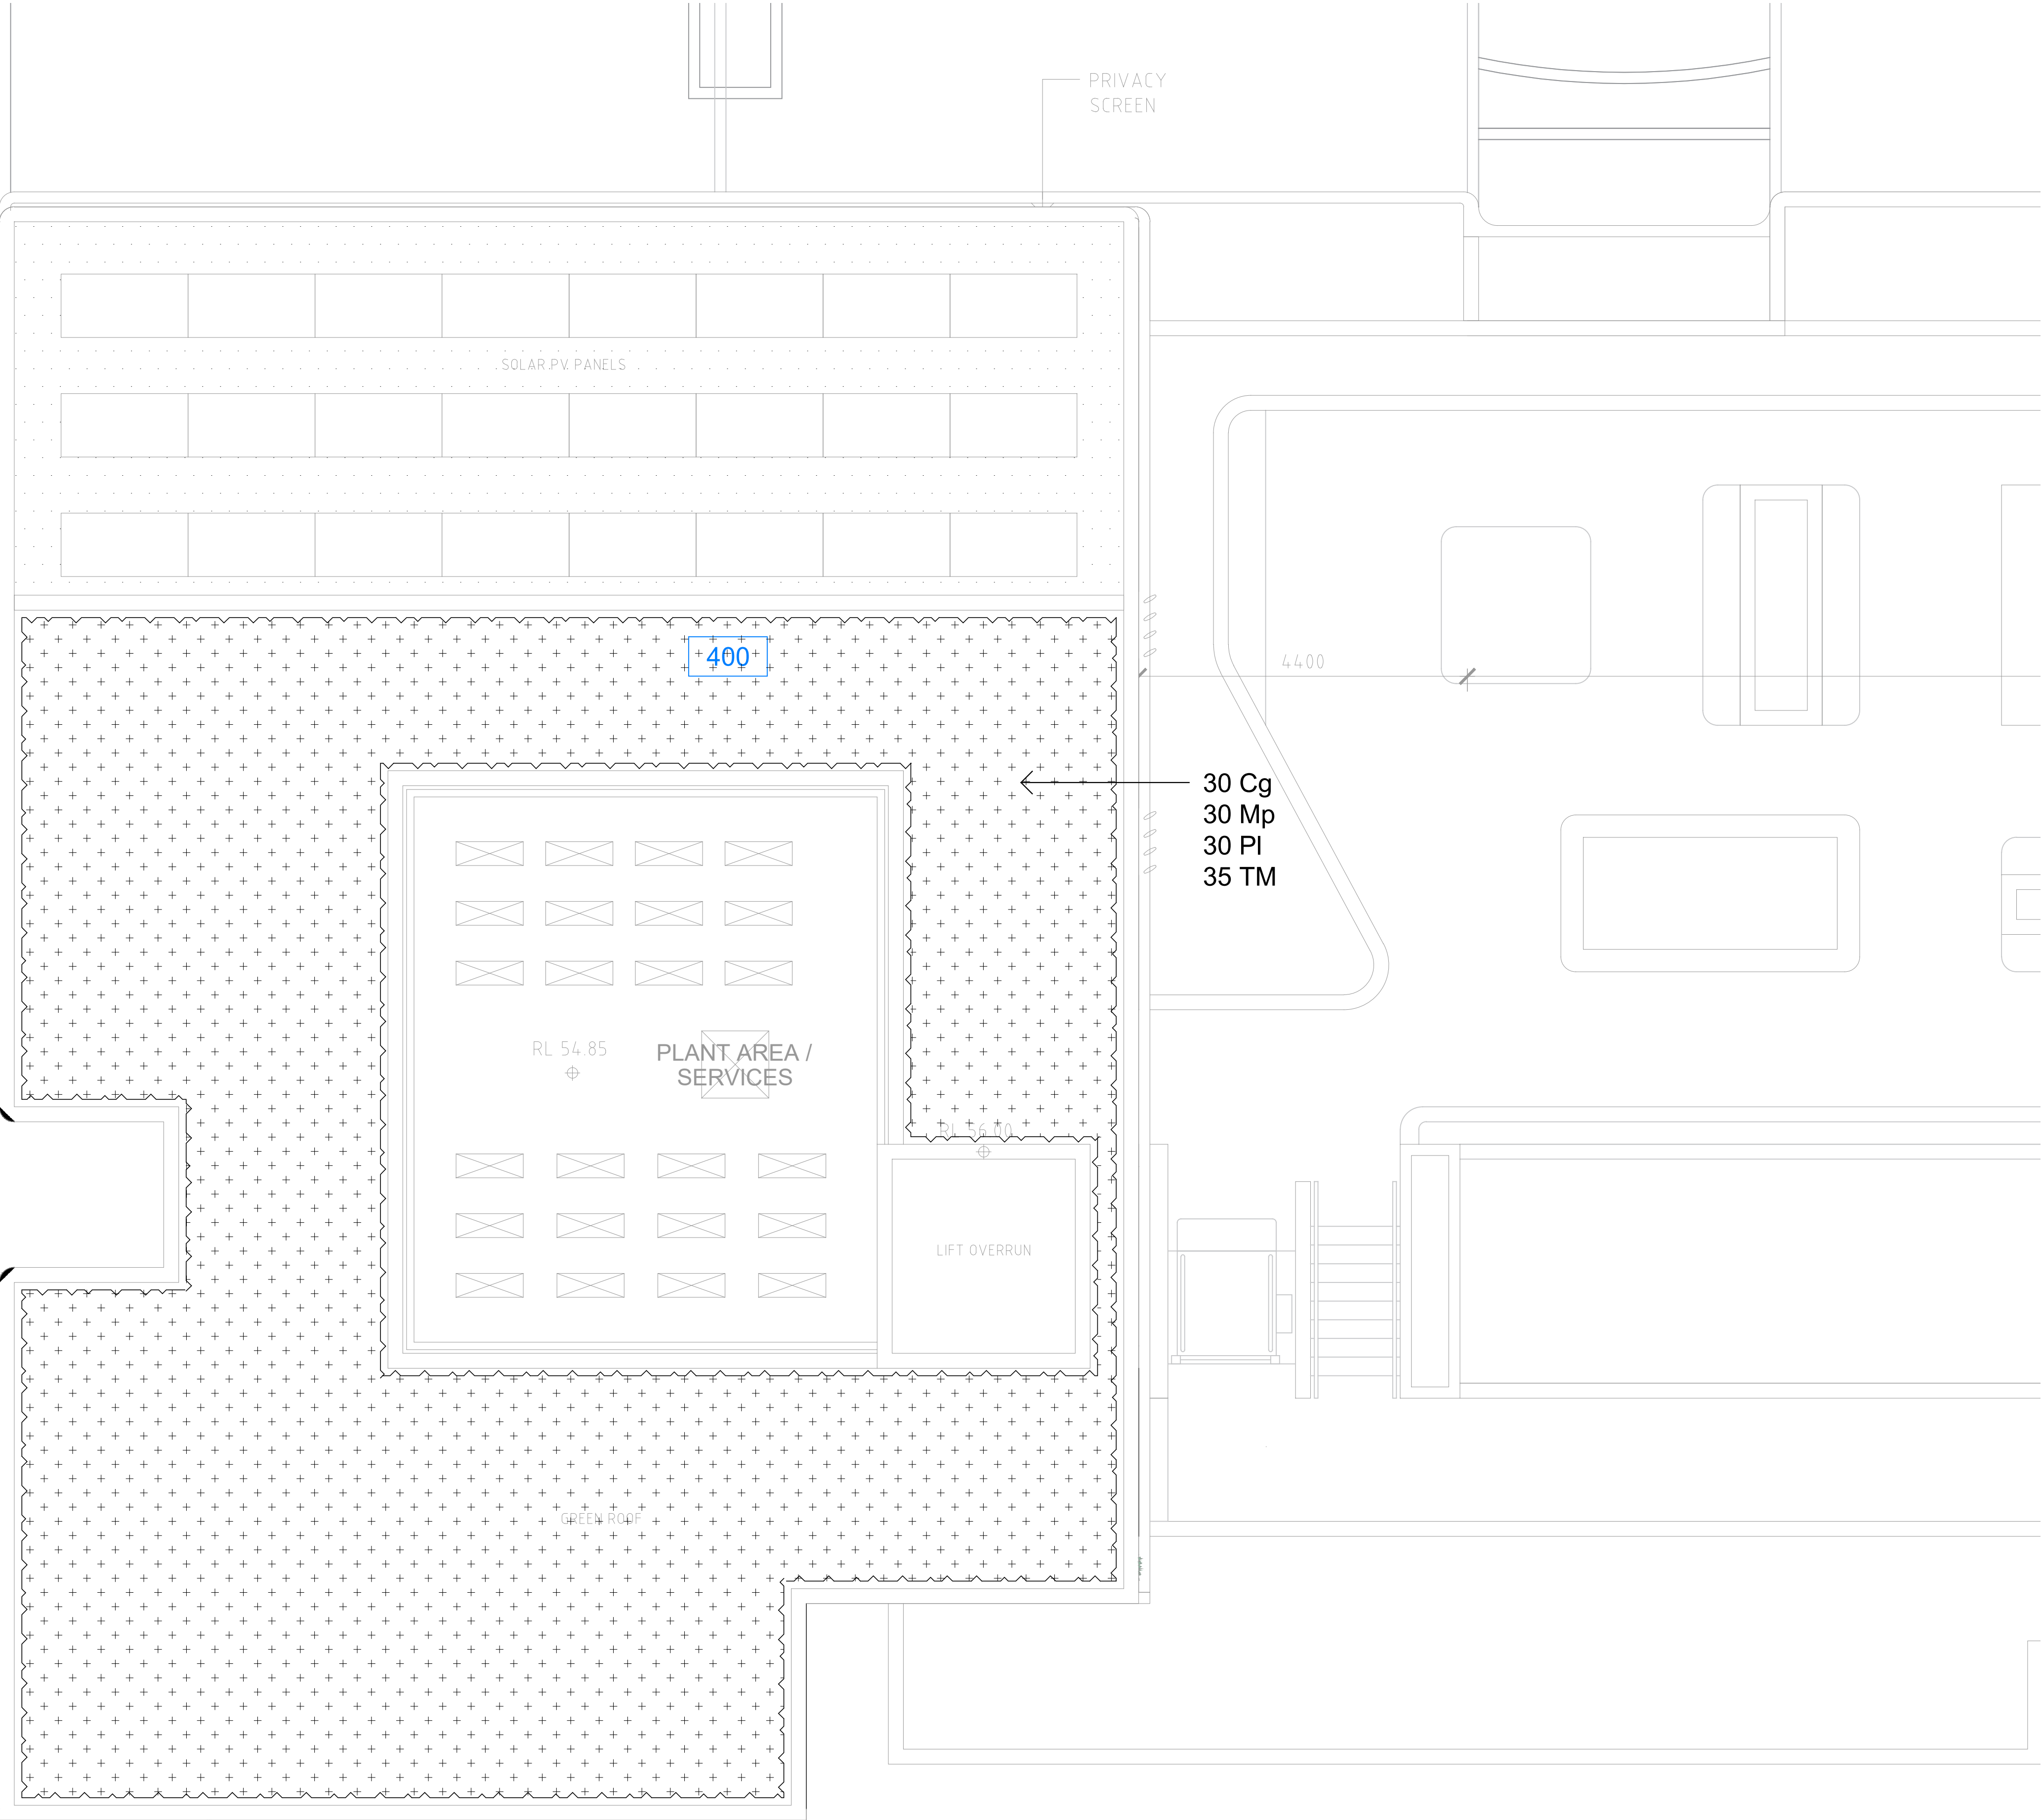 PRIVACY
SCREEN
SOLAR PV PANELS
400
4400
30 Cg
30 Mp
30 Pl
35 TM
RL 54.85
PLANT AREA /
SERVICES
RL 56.00
LIFT OVERRUN
GREEN ROOF